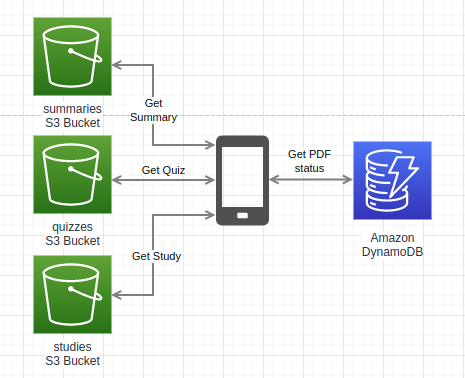 summaries
S3 Bucket
Get
Summary
quizzes
S3 Bucket
Get Quiz
studies
S3 Bucket
Get Study
Get PDF
status
Amazon
DynamoDB